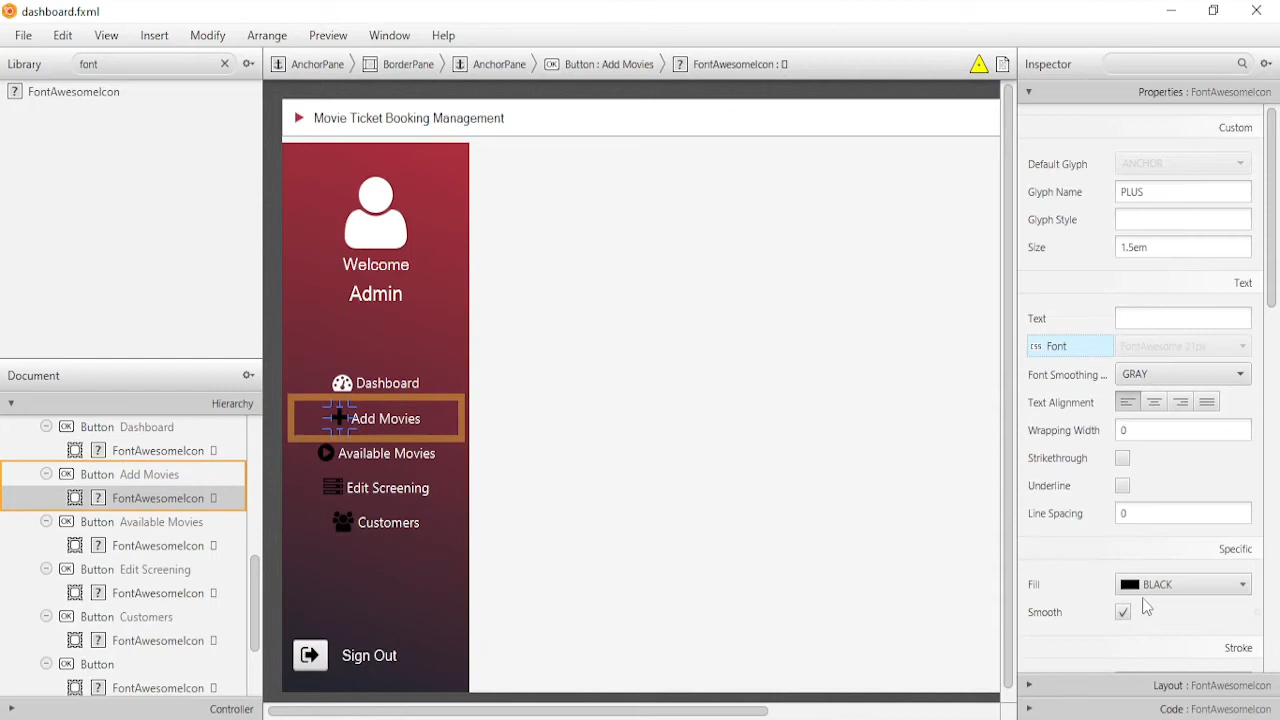 dashboard.fxml
File Edit View Insert Modify Arrange Preview Window Help
Library font
FontAwesomeIcon
Document
Hierarchy
Button Dashboard
FontAwesomeIcon
Button Add Movies
FontAwesomeIcon
Button Available Movies
FontAwesomeIcon
Button Edit Screening
FontAwesomeIcon
Button Customers
FontAwesomeIcon
Button
FontAwesomeIcon
Controller
AnchorPane BorderPane AnchorPane Button : Add Movies FontAwesomeIcon :
Movie Ticket Booking Management
Welcome
Admin
Dashboard
Add Movies
Available Movies
Edit Screening
Customers
Sign Out
Inspector
Properties : FontAwesomeIcon
Custom
Default Glyph ANCHOR
Glyph Name PLUS
Glyph Style
Size 1.5em
Text
Text
css Font FontAwesome 21px
Font Smoothing ... GRAY
Text Alignment
Wrapping Width 0
Strikethrough
Underline
Line Spacing 0
Specific
Fill BLACK
Smooth
Stroke
Layout : FontAwesomeIcon
Code : FontAwesomeIcon